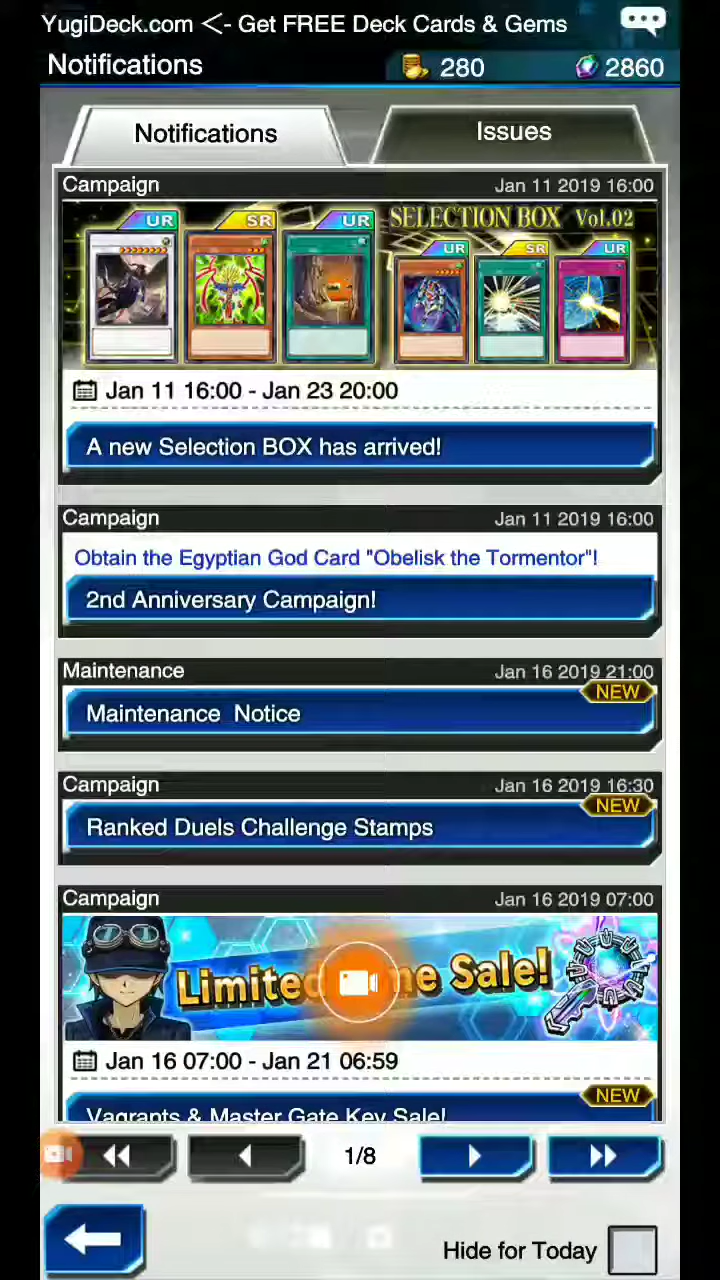 YugiDeck.com <- Get FREE Deck Cards & Gems
Notifications
280
2860
Notifications
Issues
Campaign
Jan 11 2019 16:00
UR
SR
UR
SELECTION BOX Vol.02
UR
SR
UR
Jan 11 16:00 - Jan 23 20:00
A new Selection BOX has arrived!
Campaign
Jan 11 2019 16:00
Obtain the Egyptian God Card "Obelisk the Tormentor"!
2nd Anniversary Campaign!
Maintenance
Jan 16 2019 21:00
NEW
Maintenance Notice
Campaign
Jan 16 2019 16:30
NEW
Ranked Duels Challenge Stamps
Campaign
Jan 16 2019 07:00
Limited Sale!
Jan 16 07:00 - Jan 21 06:59
NEW
Vagrants & Master Gate Key Sale!
1/8
Hide for Today